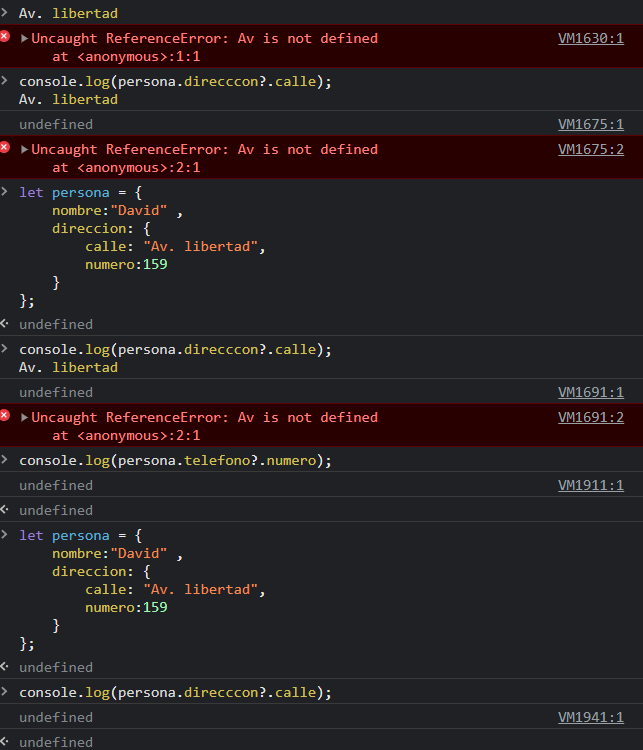 Av. libertad
Uncaught ReferenceError: Av is not defined VM1630:1
at <anonymous>:1:1
console.log(persona.direcccon?.calle);
Av. libertad
undefined VM1675:1
Uncaught ReferenceError: Av is not defined VM1675:2
at <anonymous>:2:1
let persona = {
nombre:"David" ,
direccion: {
calle: "Av. libertad",
numero:159
}
};
undefined
console.log(persona.direcccon?.calle);
Av. libertad
undefined VM1691:1
Uncaught ReferenceError: Av is not defined VM1691:2
at <anonymous>:2:1
console.log(persona.telefono?.numero);
undefined VM1911:1
undefined
let persona = {
nombre:"David" ,
direccion: {
calle: "Av. libertad",
numero:159
}
};
undefined
console.log(persona.direcccon?.calle);
undefined VM1941:1
undefined